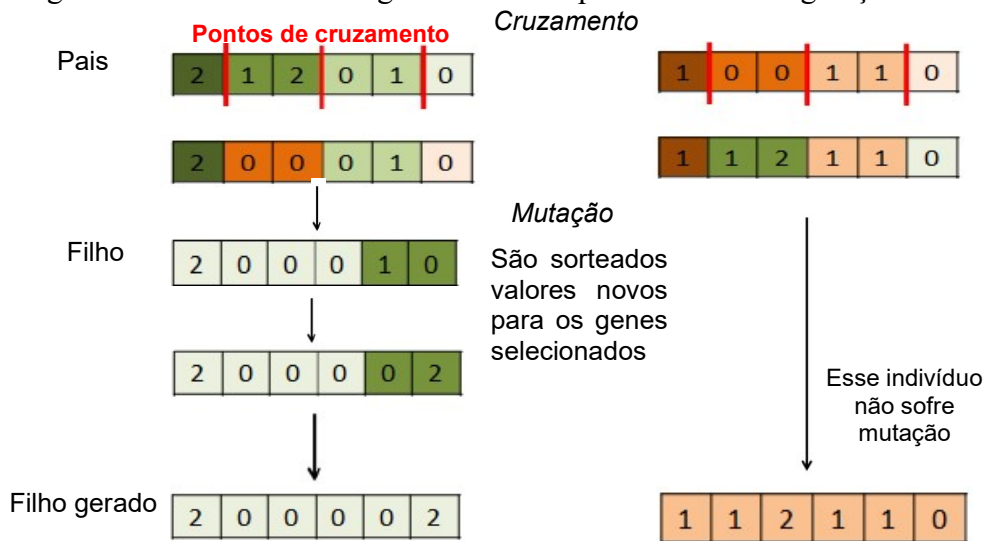 Cruzamento
Pontos de cruzamento
Pais
2 1 2 0 1 0
1 0 0 1 1 0
2 0 0 0 1 0
1 1 2 1 1 0
Mutação
Filho
2 0 0 0 1 0
São sorteados
valores novos
para os genes
selecionados
2 0 0 0 0 2
Esse indivíduo
não sofre
mutação
Filho gerado
2 0 0 0 0 2
1 1 2 1 1 0